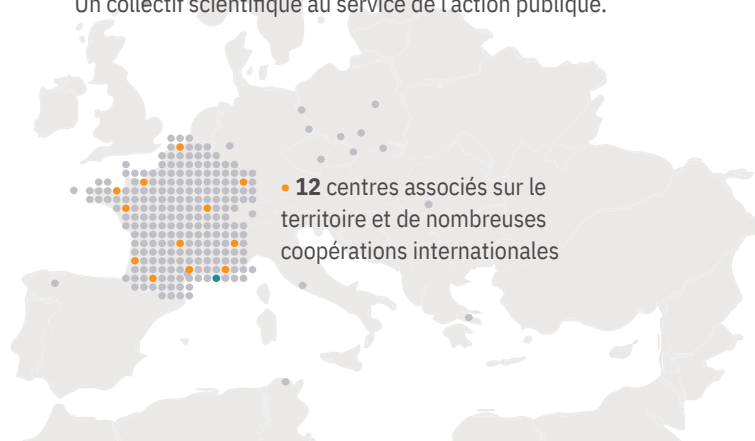 Un collectif scientifique au service de l'action publique.
• 12 centres associés sur le
territoire et de nombreuses
coopérations internationales